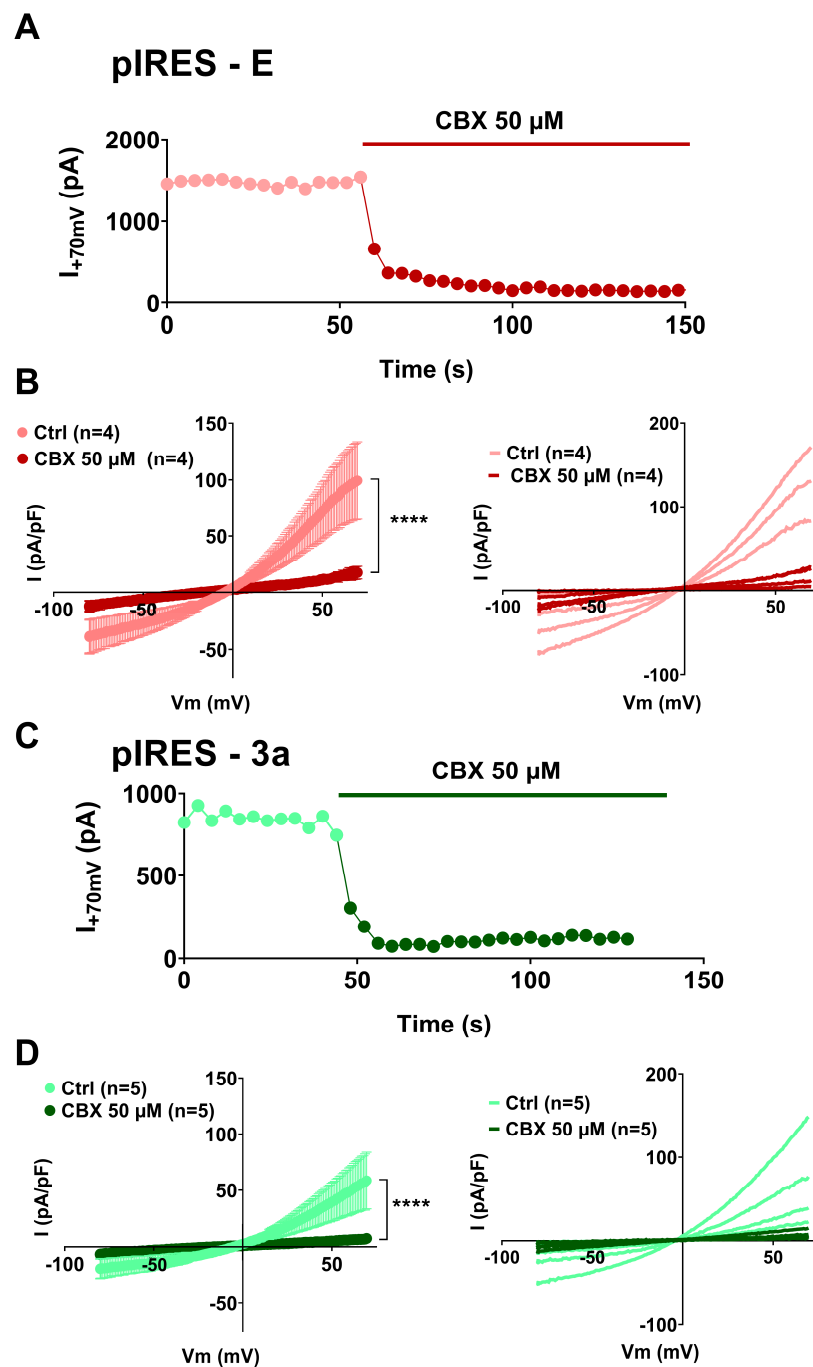 A
pIRES - E
CBX 50 µM
2000
1000
0
I+70mV (pA)
0 50 100 150
Time (s)
B
Ctrl (n=4)
CBX 50 µM (n=4)
150
100
50
-50
-100 -50 50
I (pA/pF)
Vm (mV)
****
Ctrl (n=4)
CBX 50 µM (n=4)
200
100
-100
-100 -50 50
I (pA/pF)
Vm (mV)
C
pIRES - 3a
CBX 50 µM
1000
500
0
I+70mV (pA)
0 50 100 150
Time (s)
D
Ctrl (n=5)
CBX 50 µM (n=5)
150
100
50
-50
-100 -50 50
I (pA/pF)
Vm (mV)
****
Ctrl (n=5)
CBX 50 µM (n=5)
200
100
-100
-100 -50 50
I (pA/pF)
Vm (mV)